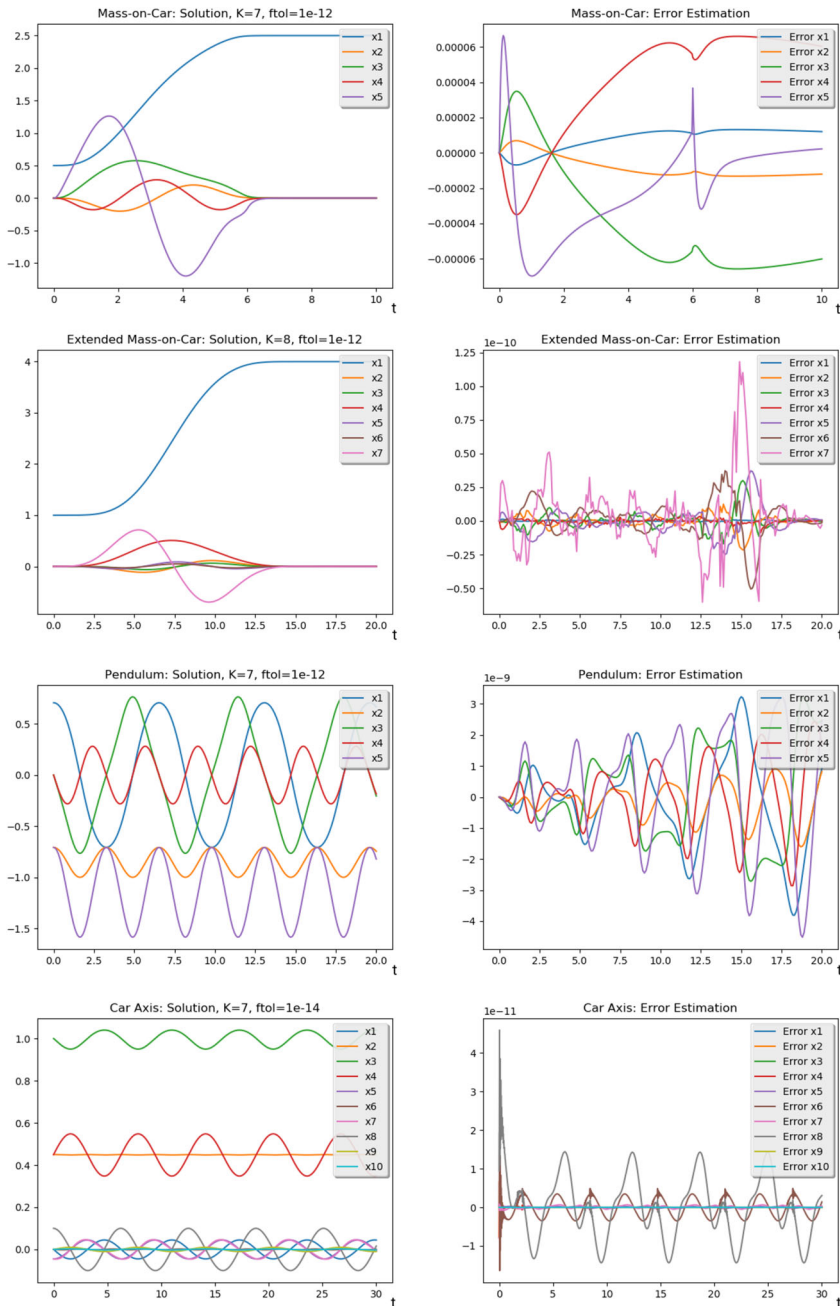 Mass-on-Car: Solution, K=7, ftol=1e-12
2.5
2.0
1.5
1.0
0.5
0.0
−0.5
−1.0
x1
x2
x3
x4
x5
0
2
4
6
8
10
t
Mass-on-Car: Error Estimation
0.00006
0.00004
0.00002
0.00000
−0.00002
−0.00004
−0.00006
Error x1
Error x2
Error x3
Error x4
Error x5
0
2
4
6
8
10
t
Extended Mass-on-Car: Solution, K=8, ftol=1e-12
4
3
2
1
0
x1
x2
x3
x4
x5
x6
x7
0.0
2.5
5.0
7.5
10.0
12.5
15.0
17.5
20.0
t
Extended Mass-on-Car: Error Estimation
1e−10
1.25
1.00
0.75
0.50
0.25
0.00
−0.25
−0.50
Error x1
Error x2
Error x3
Error x4
Error x5
Error x6
Error x7
0.0
2.5
5.0
7.5
10.0
12.5
15.0
17.5
20.0
t
Pendulum: Solution, K=7, ftol=1e-12
0.5
0.0
−0.5
−1.0
−1.5
x1
x2
x3
x4
x5
0.0
2.5
5.0
7.5
10.0
12.5
15.0
17.5
20.0
t
Pendulum: Error Estimation
1e−9
3
2
1
0
−1
−2
−3
−4
Error x1
Error x2
Error x3
Error x4
Error x5
0.0
2.5
5.0
7.5
10.0
12.5
15.0
17.5
20.0
t
Car Axis: Solution, K=7, ftol=1e-14
1.0
0.8
0.6
0.4
0.2
0.0
x1
x2
x3
x4
x5
x6
x7
x8
x9
x10
0
5
10
15
20
25
30
t
Car Axis: Error Estimation
1e−11
4
3
2
1
0
−1
Error x1
Error x2
Error x3
Error x4
Error x5
Error x6
Error x7
Error x8
Error x9
Error x10
0
5
10
15
20
25
30
t